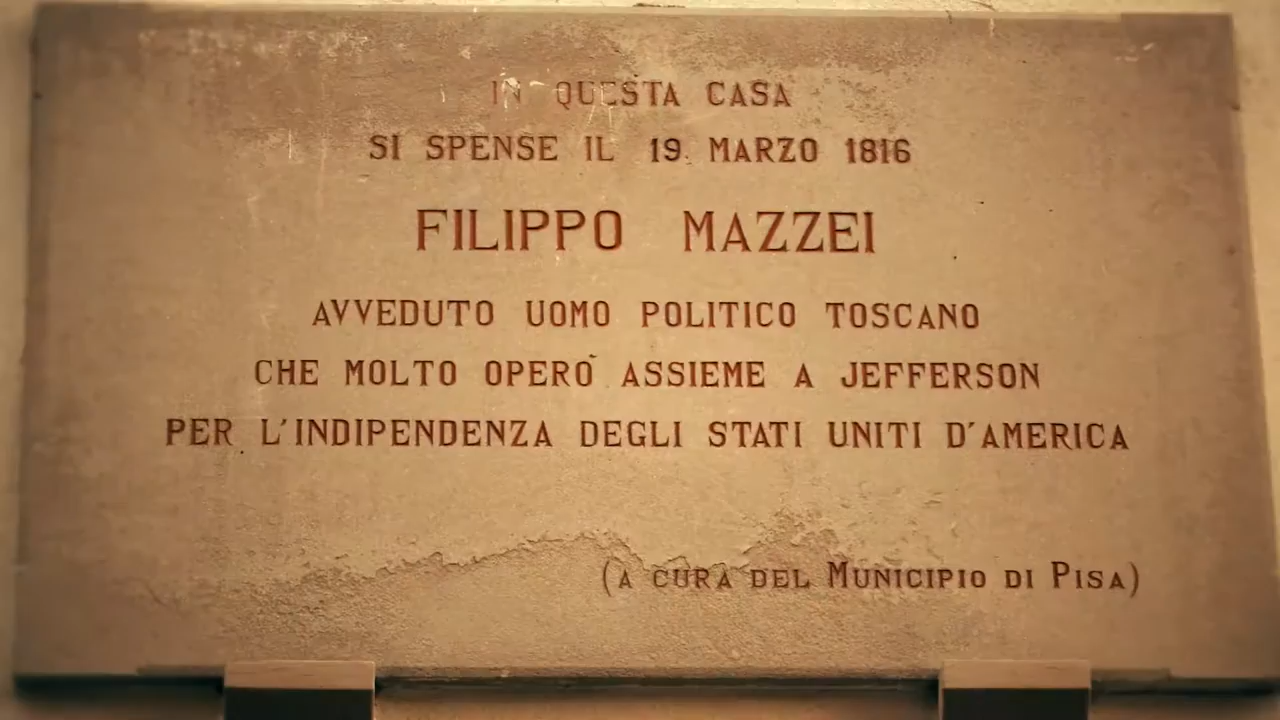 IN QUESTA CASA
SI SPENSE IL 19 MARZO 1816
FILIPPO MAZZEI
AVVEDUTO UOMO POLITICO TOSCANO
CHE MOLTO OPERÒ ASSIEME A JEFFERSON
PER L'INDIPENDENZA DEGLI STATI UNITI D'AMERICA
(A CURA DEL MUNICIPIO DI PISA)